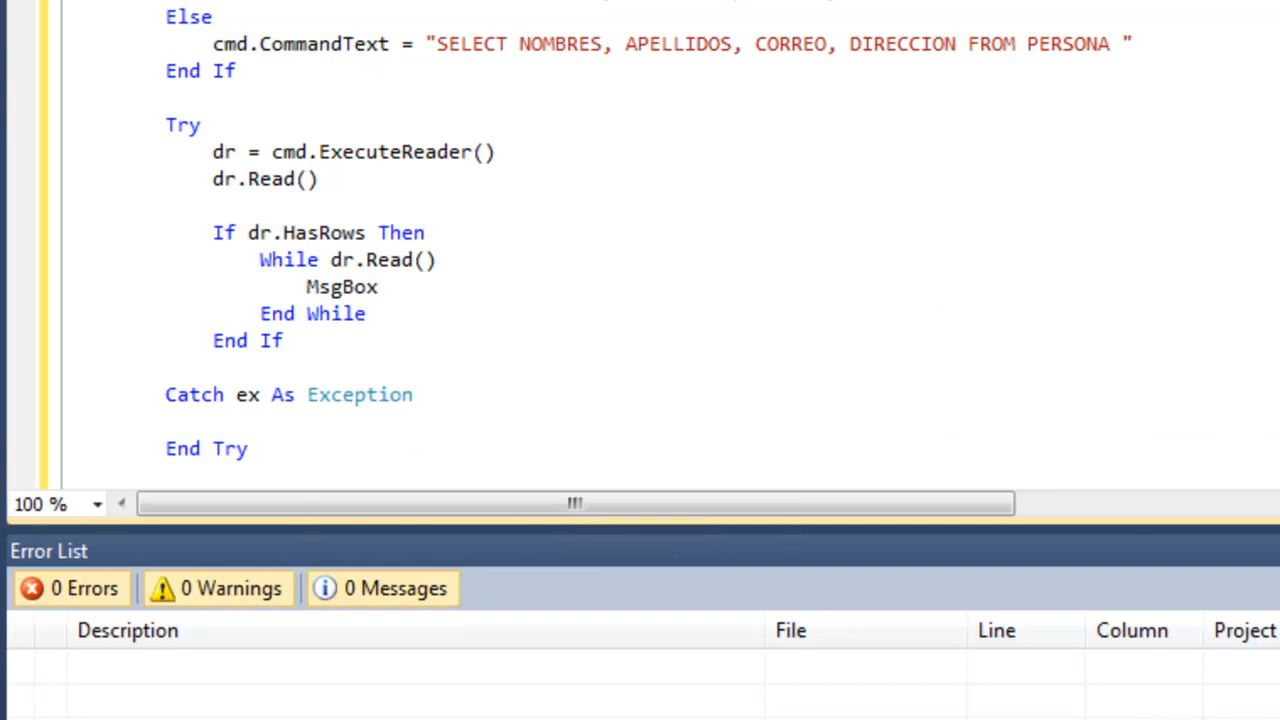 Else
cmd.CommandText = "SELECT NOMBRES, APELLIDOS, CORREO, DIRECCION FROM PERSONA "
End If
Try
dr = cmd.ExecuteReader()
dr.Read()
If dr.HasRows Then
While dr.Read()
MsgBox
End While
End If
Catch ex As Exception
End Try
100 %
Error List
0 Errors 0 Warnings 0 Messages
Description File Line Column Project